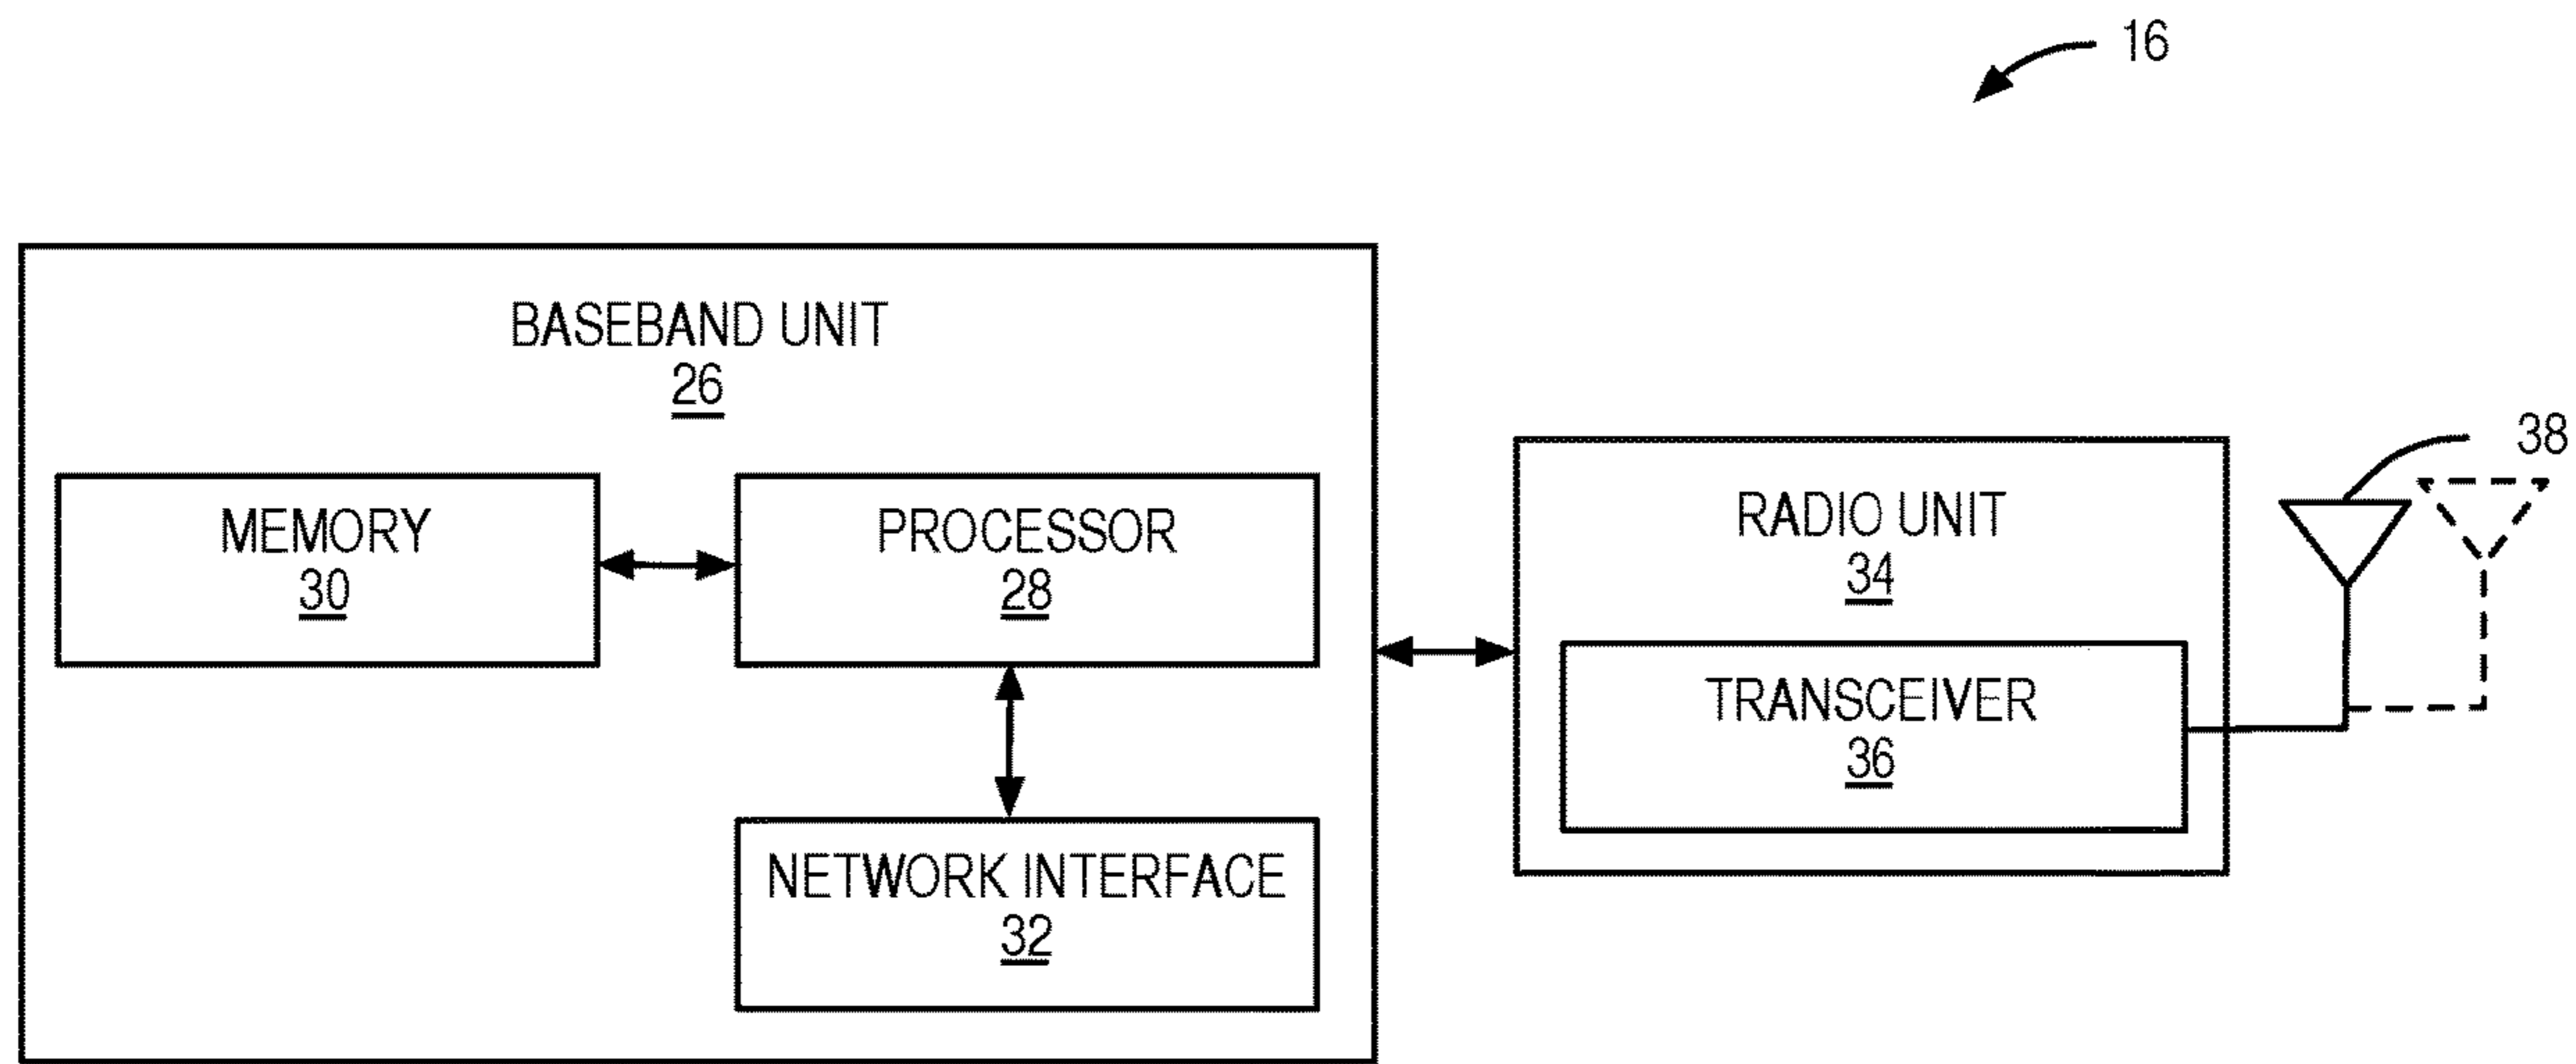 16
BASEBAND UNIT
26
38
MEMORY
30
PROCESSOR
28
RADIO UNIT
34
TRANSCEIVER
36
NETWORK INTERFACE
32